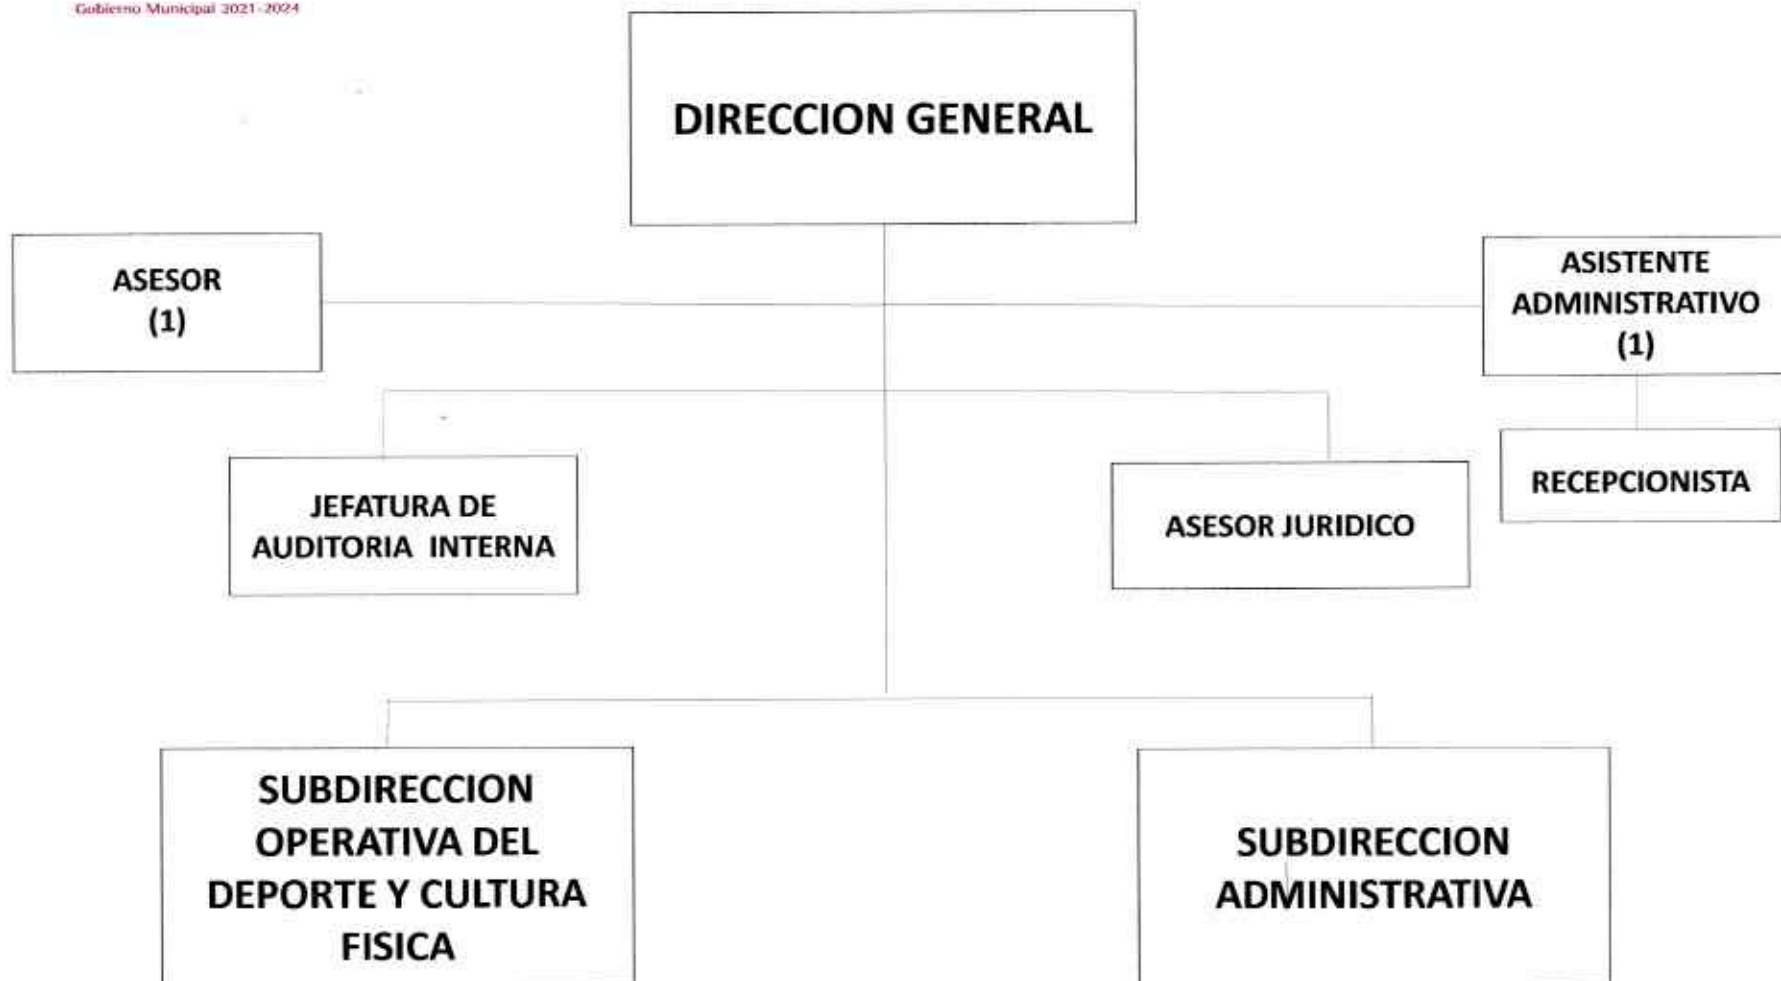 Gobierno Municipal 2021-2024
DIRECCION GENERAL
ASESOR
(1)
ASISTENTE
ADMINISTRATIVO
(1)
JEFATURA DE
AUDITORIA INTERNA
ASESOR JURIDICO
RECEPCIONISTA
SUBDIRECCION
OPERATIVA DEL
DEPORTE Y CULTURA
FISICA
SUBDIRECCION
ADMINISTRATIVA